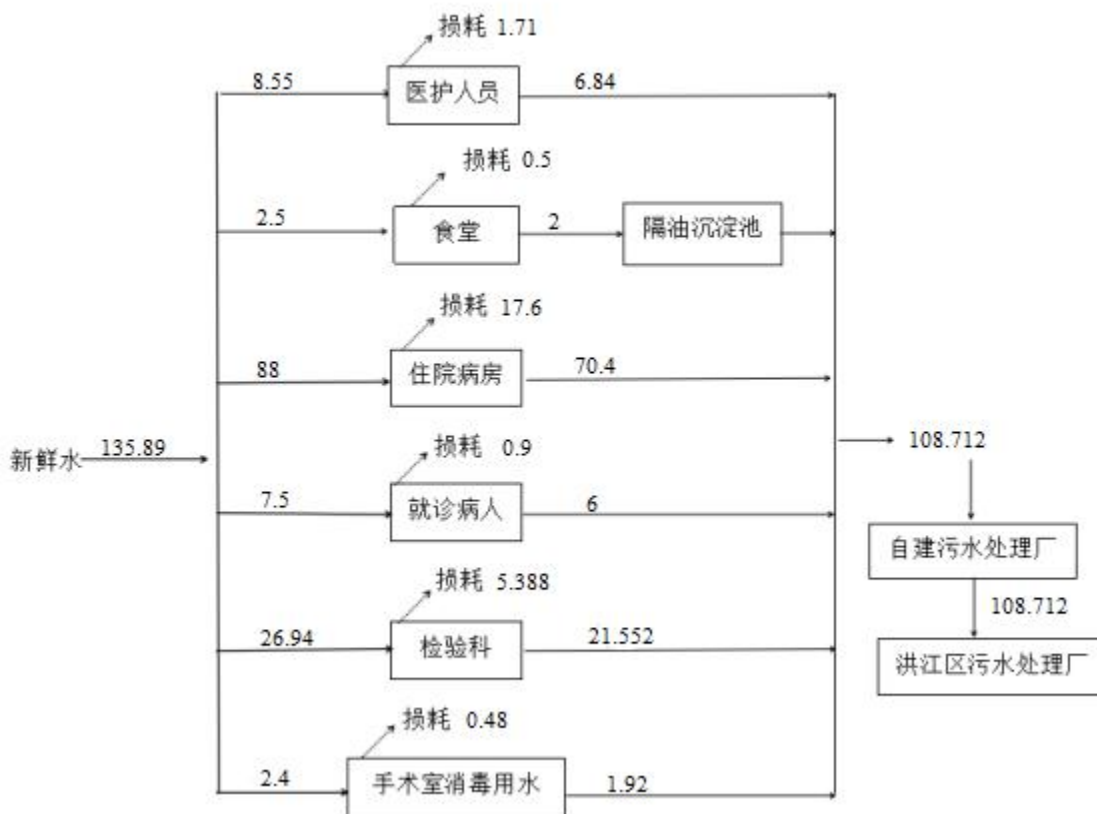 损耗 1.71
8.55
医护人员
6.84
损耗 0.5
2.5
食堂
2
隔油沉淀池
损耗 17.6
88
住院病房
70.4
新鲜水
135.89
108.712
损耗 0.9
7.5
就诊病人
6
自建污水处理厂
损耗 5.388
108.712
26.94
检验科
21.552
洪江区污水处理厂
损耗 0.48
2.4
手术室消毒用水
1.92